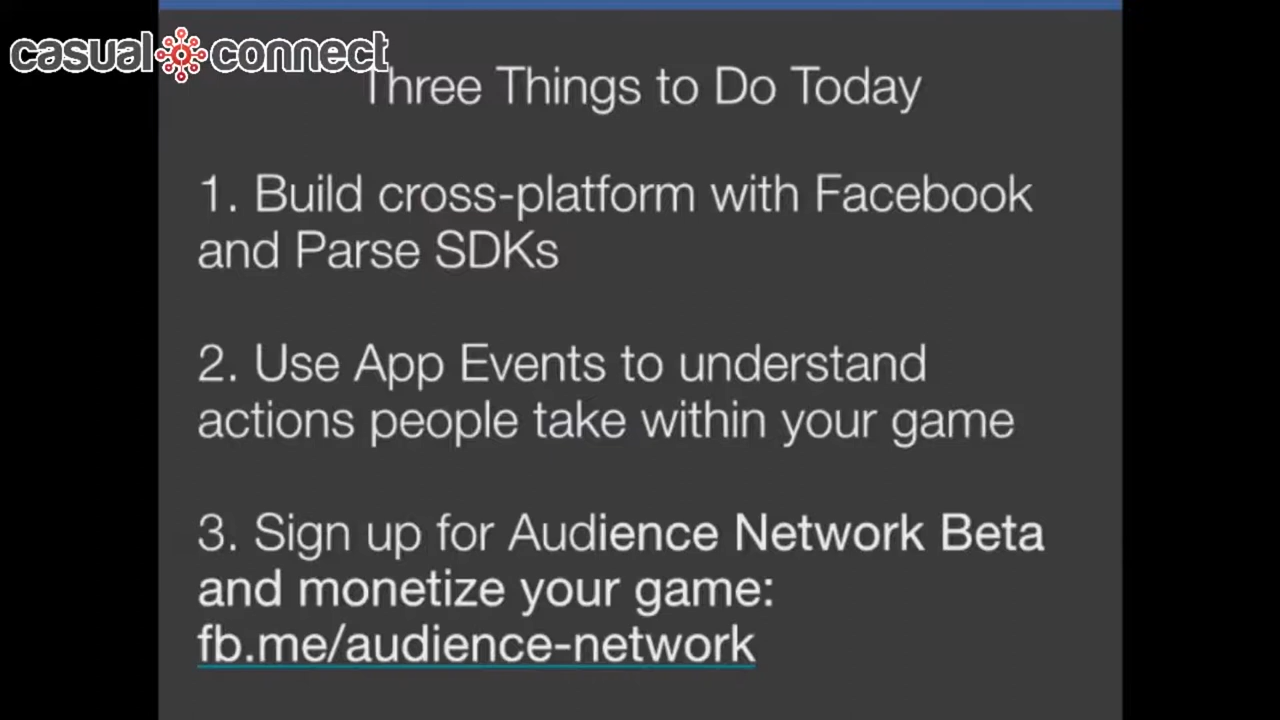 casual connect
Three Things to Do Today
1. Build cross-platform with Facebook
and Parse SDKs
2. Use App Events to understand
actions people take within your game
3. Sign up for Audience Network Beta
and monetize your game:
fb.me/audience-network